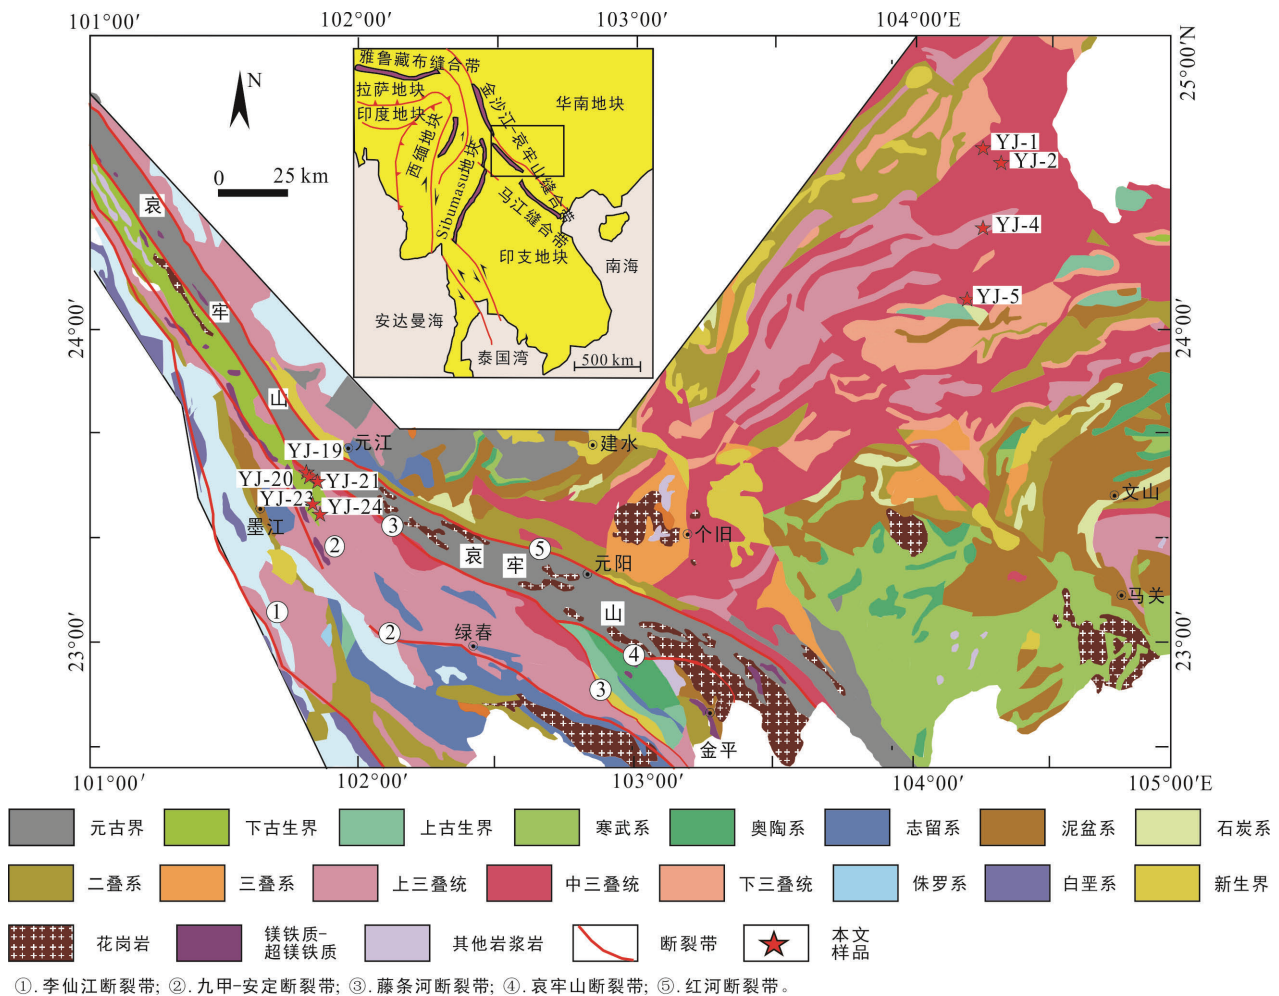 101°00′
102°00′
103°00′
104°00′
25°00′N
N
0
25 km
雅鲁藏布缝合带
拉萨地块
印度地块
西缅地块
金沙江-哀牢山缝合带
华南地块
Sibumasu地块
马江缝合带
印支地块
南海
安达曼海
泰国湾
500 km
YJ-1
YJ-2
YJ-4
YJ-5
哀
牢
山
24°00′
24°00′
元江
建水
YJ-19
YJ-20
YJ-21
YJ-23
YJ-24
墨江
文山
②
③
哀
牢
⑤
元阳
个旧
山
马关
①
②
绿春
④
③
23°00′
23°00′
金平
101°00′
102°00′
103°00′
104°00′
105°00′E
元古界
下古生界
上古生界
寒武系
奥陶系
志留系
泥盆系
石炭系
二叠系
三叠系
上三叠统
中三叠统
下三叠统
侏罗系
白垩系
新生界
花岗岩
镁铁质-
超镁铁质
其他岩浆岩
断裂带
本文
样品
①.李仙江断裂带; ②.九甲-安定断裂带; ③.藤条河断裂带; ④.哀牢山断裂带; ⑤.红河断裂带。